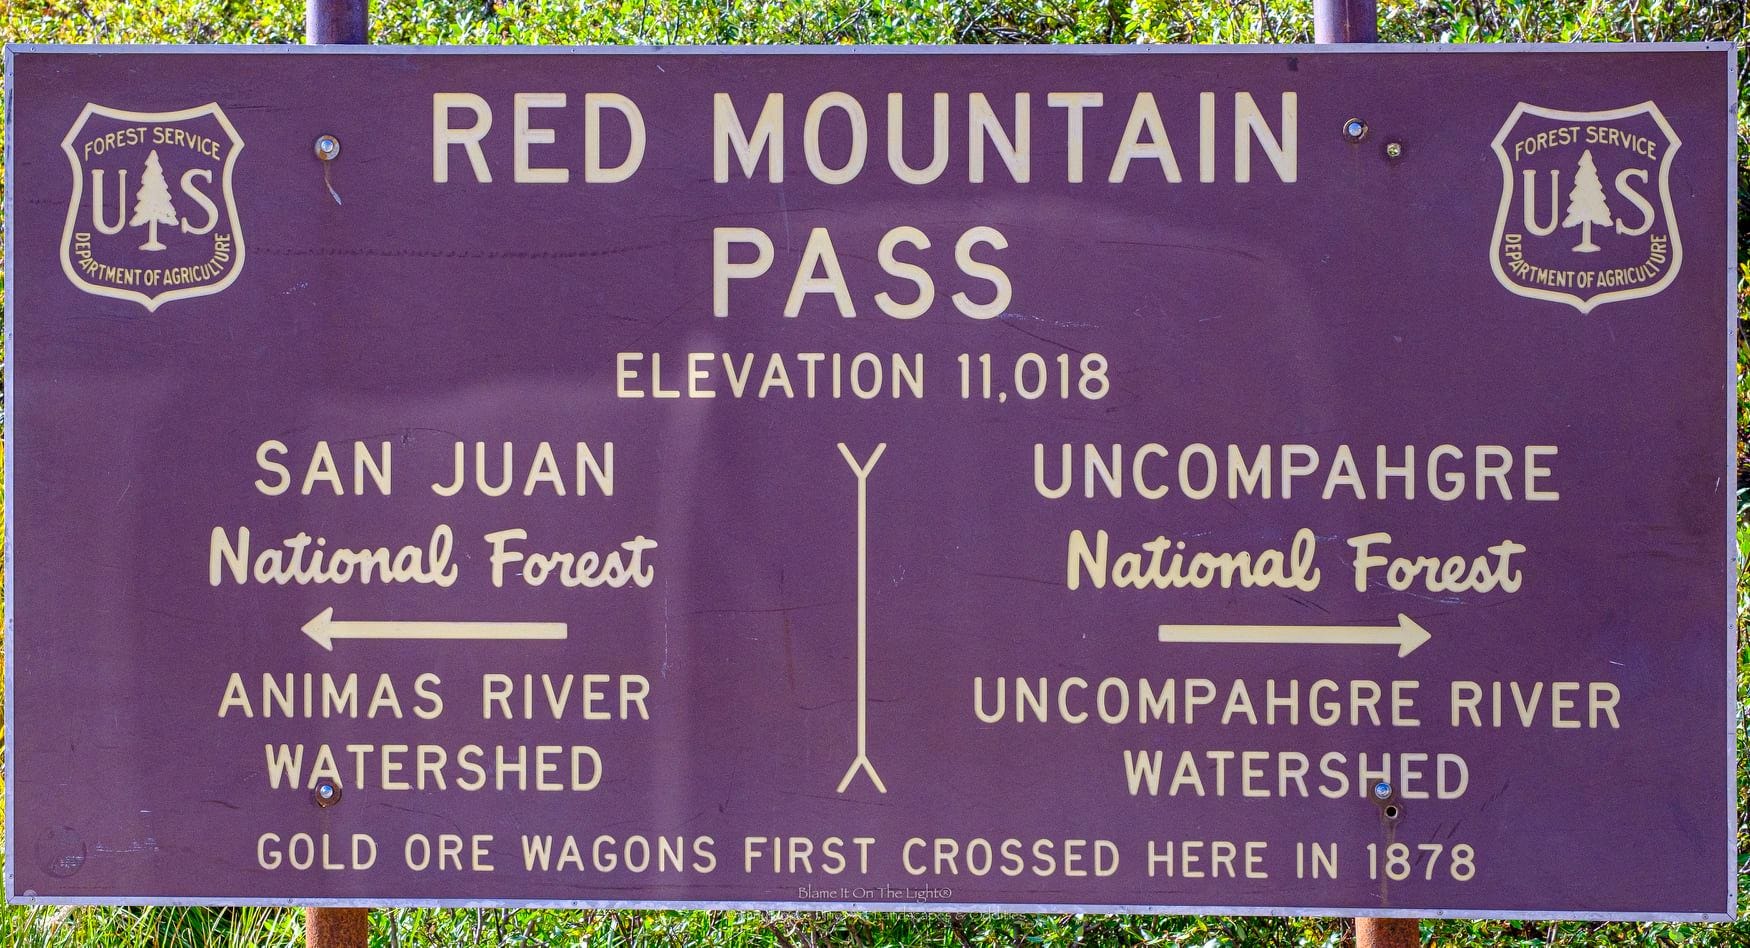 RED MOUNTAIN
PASS
FOREST SERVICE
U S
DEPARTMENT OF AGRICULTURE
FOREST SERVICE
U S
DEPARTMENT OF AGRICULTURE
ELEVATION 11,018
SAN JUAN
National Forest
ANIMAS RIVER
WATERSHED
UNCOMPAHGRE
National Forest
UNCOMPAHGRE RIVER
WATERSHED
GOLD ORE WAGONS FIRST CROSSED HERE IN 1878
Blame It On The Light®
Landscapes & Oddities